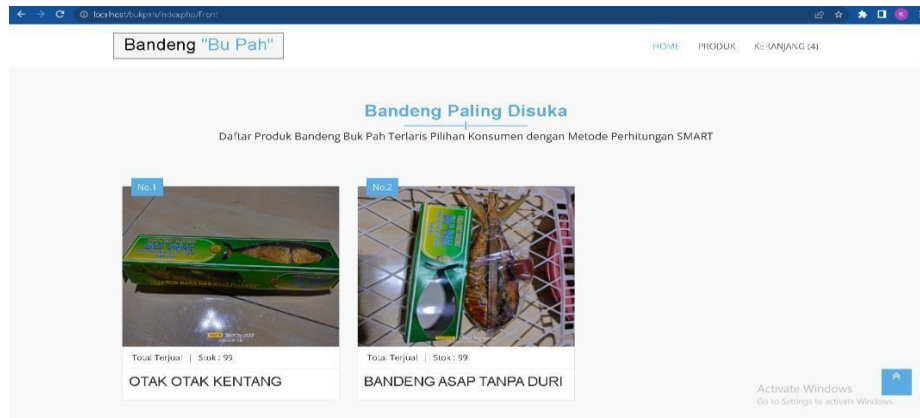 localhost/bukpah/index.php/Front
Bandeng "Bu Pah"
HOME PRODUK KERANJANG (4)
Bandeng Paling Disuka
Daftar Produk Bandeng Buk Pah Terlaris Pilihan Konsumen dengan Metode Perhitungan SMART
No.1
No.2
Total Terjual | Stok : 99
Total Terjual | Stok : 99
OTAK OTAK KENTANG
BANDENG ASAP TANPA DURI
Activate Windows
Go to Settings to activate Windows.